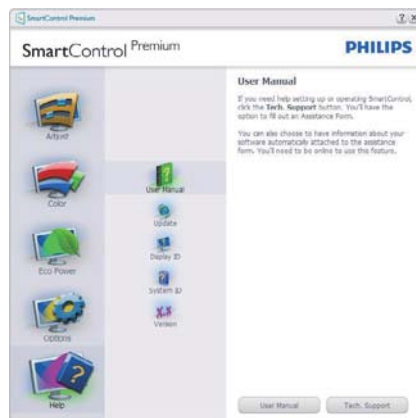 SmartControl Premium
SmartControl Premium
PHILIPS
Adjust
Color
Eco Power
Options
Help
User Manual
Update
Display ID
System ID
Version
User Manual
If you need help setting up or operating SmartControl,
click the Tech. Support button. You'll have the
option to fill out an Assistance Form.
You can also choose to have information about your
software automatically attached to the assistance
form. You'll need to be online to use this feature.
User Manual
Tech. Support